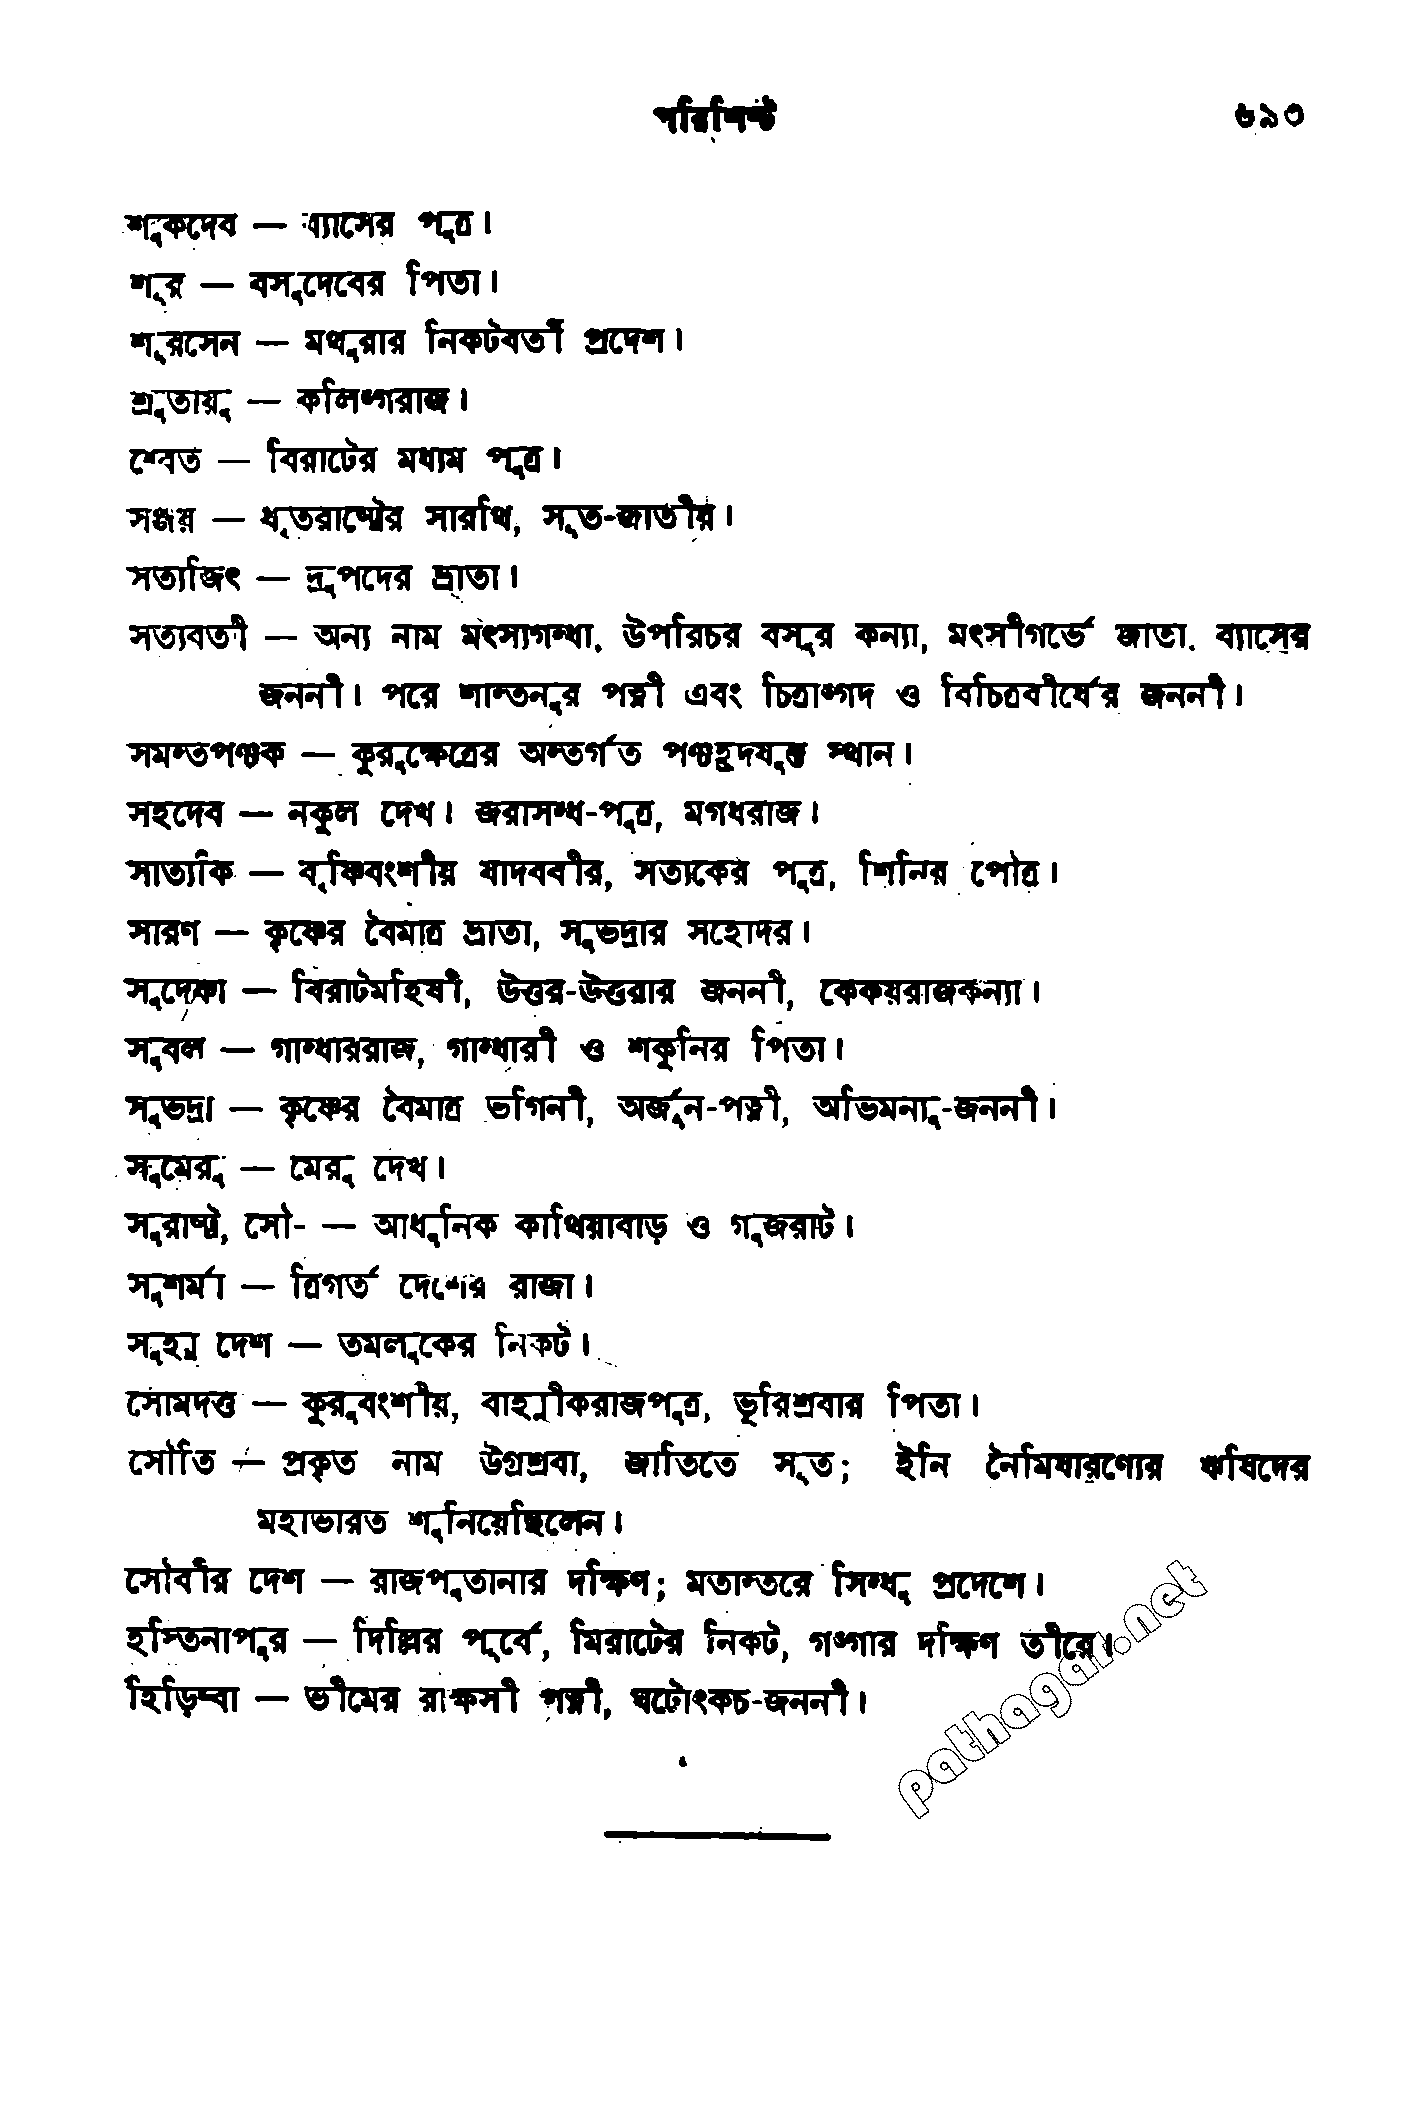 পরিশিষ্ট ৬৯৩
শুকদেব — ব্যাসের পুত্র।
শূর — বসুদেবের পিতা।
শূরসেন — মথুরার নিকটবর্তী প্রদেশ।
শ্রুতায়ু — কলিঙ্গরাজ।
শ্বেত — বিরাটের মধ্যম পুত্র।
সঞ্জয় — ধৃতরাষ্ট্রের সারথি, সূত-জাতীয়।
সত্যজিৎ — দ্রুপদের ভ্রাতা।
সত্যবতী — অন্য নাম মৎস্যগন্ধা, উপরিচর বসুর কন্যা, মৎসীগর্ভে জাতা, ব্যাসের
জননী। পরে শান্তনুর পত্নী এবং চিত্রাঙ্গদ ও বিচিত্রবীর্যের জননী।
সমন্তপঞ্চক — কুরুক্ষেত্রের অন্তর্গত পঞ্চহ্রদযুক্ত স্থান।
সহদেব — নকুল দেখ। জরাসন্ধ-পুত্র, মগধরাজ।
সাত্যকি — বৃষ্ণিবংশীয় যাদববীর, সত্যকের পুত্র, শিনির পৌত্র।
সারণ — কৃষ্ণের বৈমাত্র ভ্রাতা, সুভদ্রার সহোদর।
সুদেষ্ণা — বিরাটমহিষী, উত্তর-উত্তরার জননী, কেকয়রাজকন্যা।
সুবল — গান্ধাররাজ, গান্ধারী ও শকুনির পিতা।
সুভদ্রা — কৃষ্ণের বৈমাত্র ভগিনী, অর্জুন-পত্নী, অভিমন্যু-জননী।
সুমেরু — মেরু দেখ।
সুরাষ্ট্র, সৌ- — আধুনিক কাথিয়াবাড় ও গুজরাট।
সুশর্মা — ত্রিগর্ত দেশের রাজা।
সুহ্ম দেশ — তমলুকের নিকট।
সোমদত্ত — কুরুবংশীয়, বাহ্লীকরাজপুত্র, ভূরিশ্রবার পিতা।
সৌতি — প্রকৃত নাম উগ্রশ্রবা, জাতিতে সূত; ইনি নৈমিষারণ্যের ঋষিদের
মহাভারত শুনিয়েছিলেন।
সৌবীর দেশ — রাজপুতানার দক্ষিণ; মতান্তরে সিন্ধু প্রদেশে।
হস্তিনাপুর — দিল্লির পূর্বে, মিরাটের নিকট, গঙ্গার দক্ষিণ তীরে।
হিড়িম্বা — ভীমের রাক্ষসী পত্নী, ঘটোৎকচ-জননী।
pathagar.net